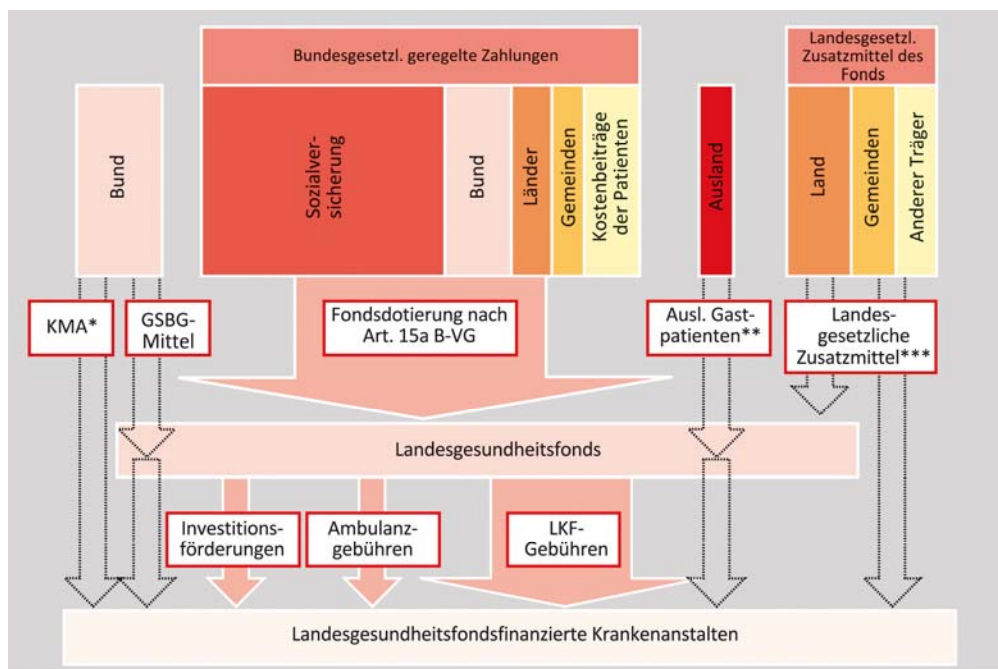 Bundesgesetzl. geregelte Zahlungen
Landesgesetzl.
Zusatzmittel des
Fonds
Bund
Sozialver-
sicherung
Bund
Länder
Gemeinden
Kostenbeiträge
der Patienten
Ausland
Land
Gemeinden
Anderer Träger
KMA*
GSBG-
Mittel
Fondsdotierung nach
Art. 15a B-VG
Ausl. Gast-
patienten**
Landes-
gesetzliche
Zusatzmittel***
Landesgesundheitsfonds
Investitions-
förderungen
Ambulanz-
gebühren
LKF-
Gebühren
Landesgesundheitsfondsfinanzierte Krankenanstalten